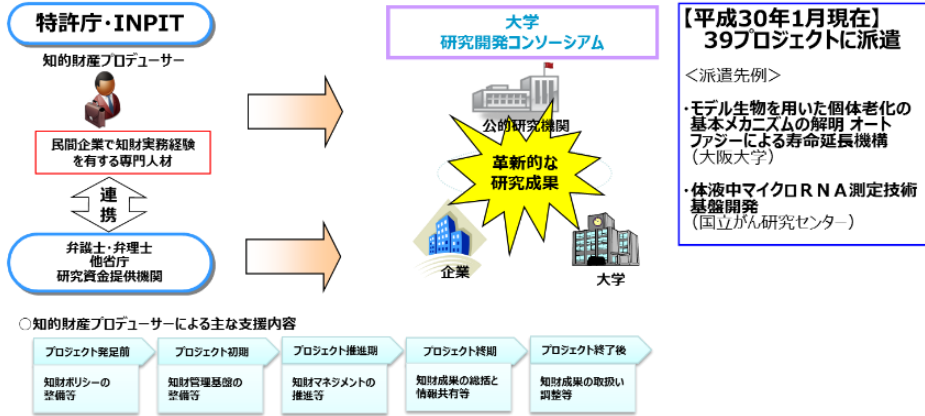 特許庁・INPIT
知的財産プロデューサー
民間企業で知財実務経験
を有する専門人材
連
携
弁護士・弁理士
他省庁
研究資金提供機関
大学
研究開発コンソーシアム
公的研究機関
革新的な
研究成果
企業
大学
【平成30年1月現在】
39プロジェクトに派遣
＜派遣先例＞
・モデル生物を用いた個体老化の
基本メカニズムの解明 オート
ファジーによる寿命延長機構
（大阪大学）
・体液中マイクロＲＮＡ測定技術
基盤開発
（国立がん研究センター）
○知的財産プロデューサーによる主な支援内容
プロジェクト発足前
知財ポリシーの
整備等
プロジェクト初期
知財管理基盤の
整備等
プロジェクト推進期
知財マネジメントの
推進等
プロジェクト終期
知財成果の総括と
情報共有等
プロジェクト終了後
知財成果の取扱い
調整等